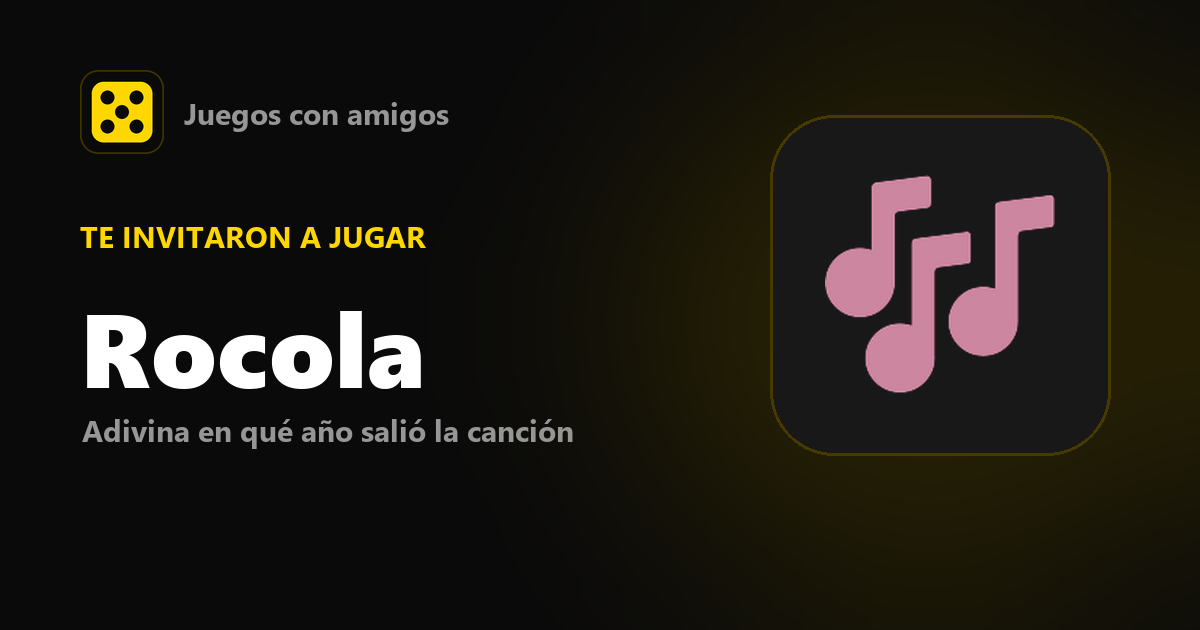 Juegos con amigos
TE INVITARON A JUGAR
Rocola
Adivina en qué año salió la canción